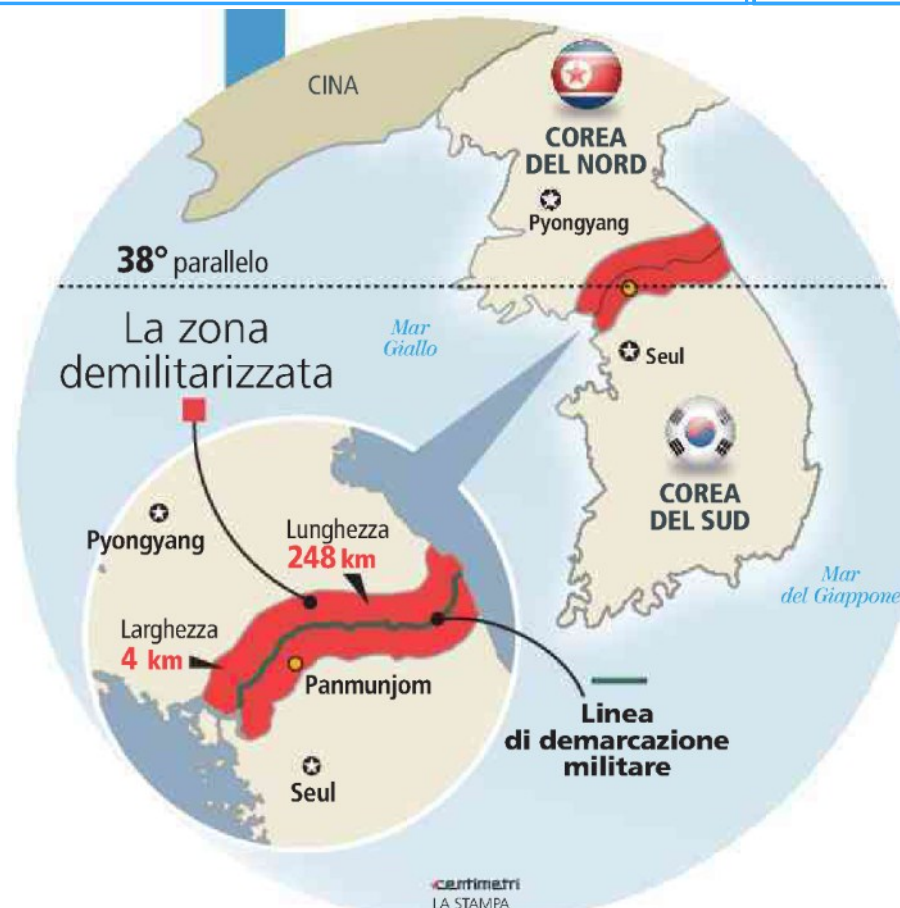 CINA
COREA
DEL NORD
Pyongyang
38° parallelo
La zona
demilitarizzata
Mar
Giallo
Seul
COREA
DEL SUD
Mar
del Giappone
Pyongyang
Lunghezza
248 km
Larghezza
4 km
Panmunjom
Seul
Linea
di demarcazione
militare
centimetri
LA STAMPA